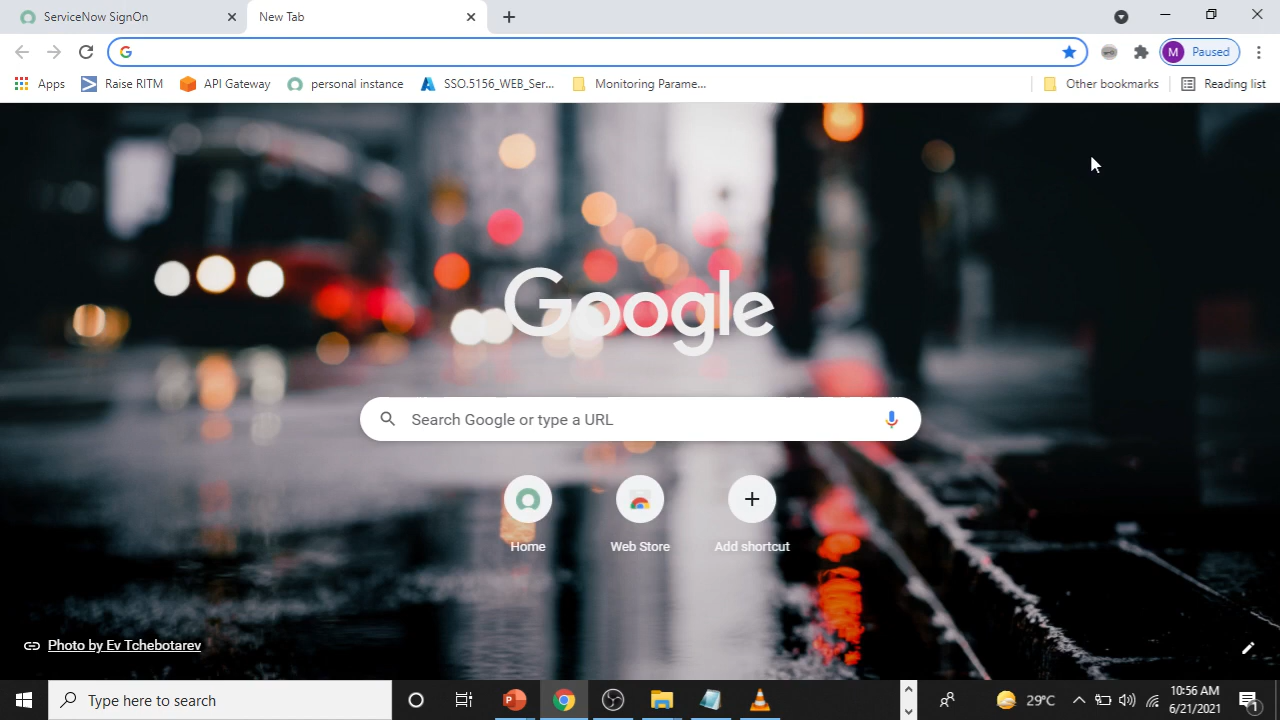 ServiceNow SignOn
New Tab
M Paused
Apps
Raise RITM
API Gateway
personal instance
SSO.5156_WEB_Ser...
Monitoring Parame...
Other bookmarks
Reading list
Google
Search Google or type a URL
Home
Web Store
Add shortcut
Photo by Ev Tchebotarev
Type here to search
29°C
10:56 AM
6/21/2021
1